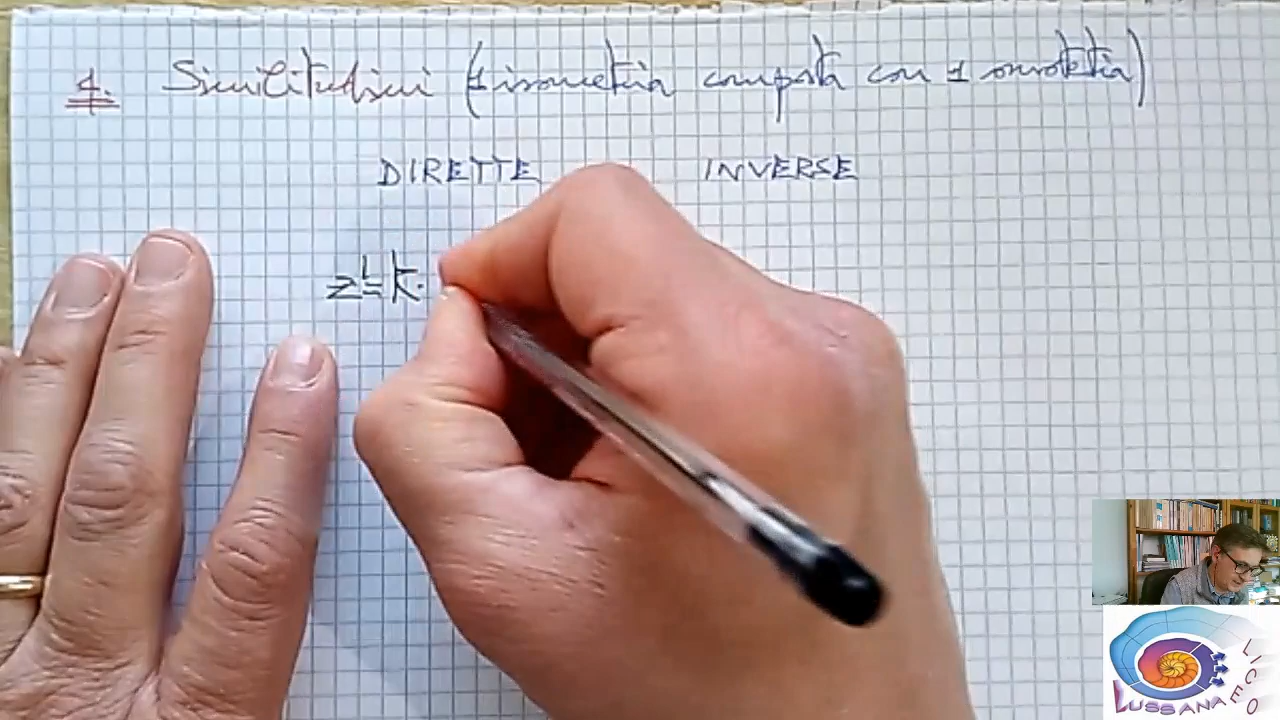 4. Similitudini (1 isometria composta con 1 omotetia)
DIRETTE INVERSE
z'=k·
LUSSANA
LICEO